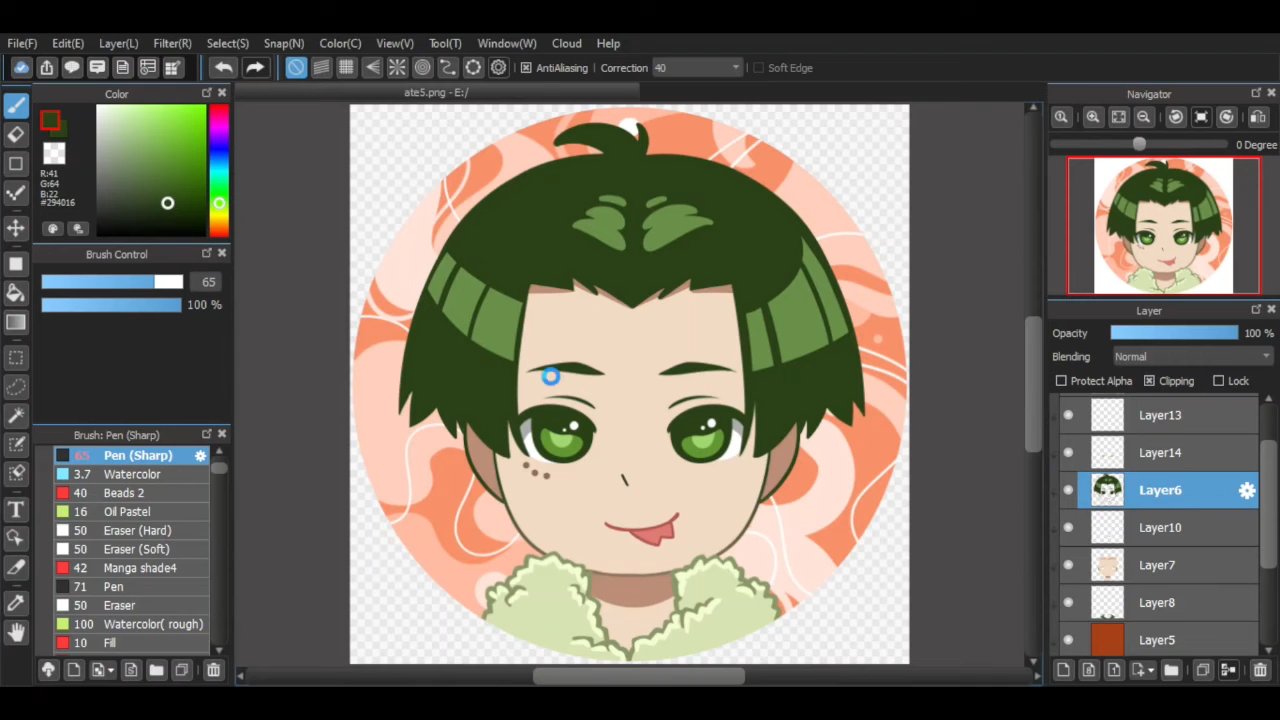 File(F) Edit(E) Layer(L) Filter(R) Select(S) Snap(N) Color(C) View(V) Tool(T) Window(W) Cloud Help
AntiAliasing Correction 40 Soft Edge
Color
ate5.png - E:/
Navigator
R:41
G:64
B:22
#294016
0 Degree
Brush Control
65
100 %
Layer
Opacity 100 %
Blending Normal
Protect Alpha Clipping Lock
Layer13
Layer14
Layer6
Layer10
Layer7
Layer8
Layer5
Brush: Pen (Sharp)
65 Pen (Sharp)
3.7 Watercolor
40 Beads 2
16 Oil Pastel
50 Eraser (Hard)
50 Eraser (Soft)
42 Manga shade4
71 Pen
50 Eraser
100 Watercolor( rough)
10 Fill